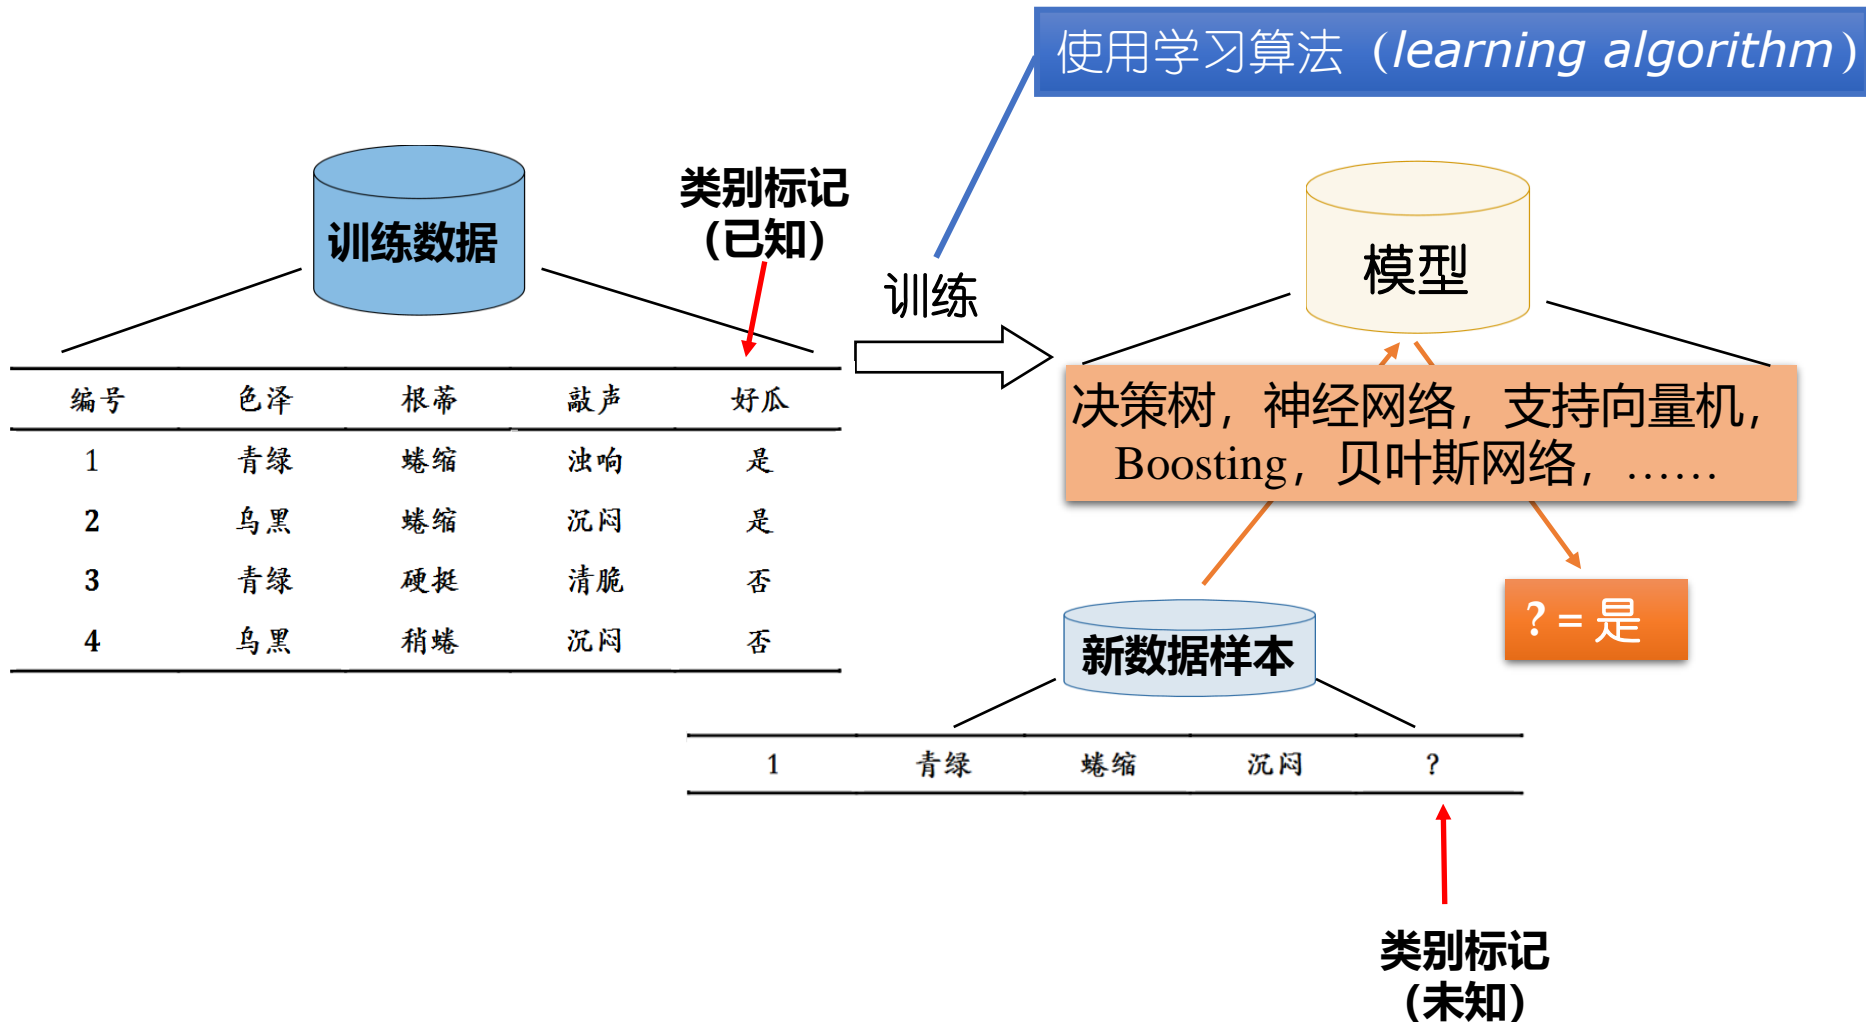 使用学习算法（learning algorithm）
训练数据
类别标记
（已知）
训练
模型
编号 色泽 根蒂 敲声 好瓜
1 青绿 蜷缩 浊响 是
2 乌黑 蜷缩 沉闷 是
3 青绿 硬挺 清脆 否
4 乌黑 稍蜷 沉闷 否
决策树，神经网络，支持向量机，
Boosting，贝叶斯网络，……
新数据样本
? = 是
1 青绿 蜷缩 沉闷 ?
类别标记
（未知）